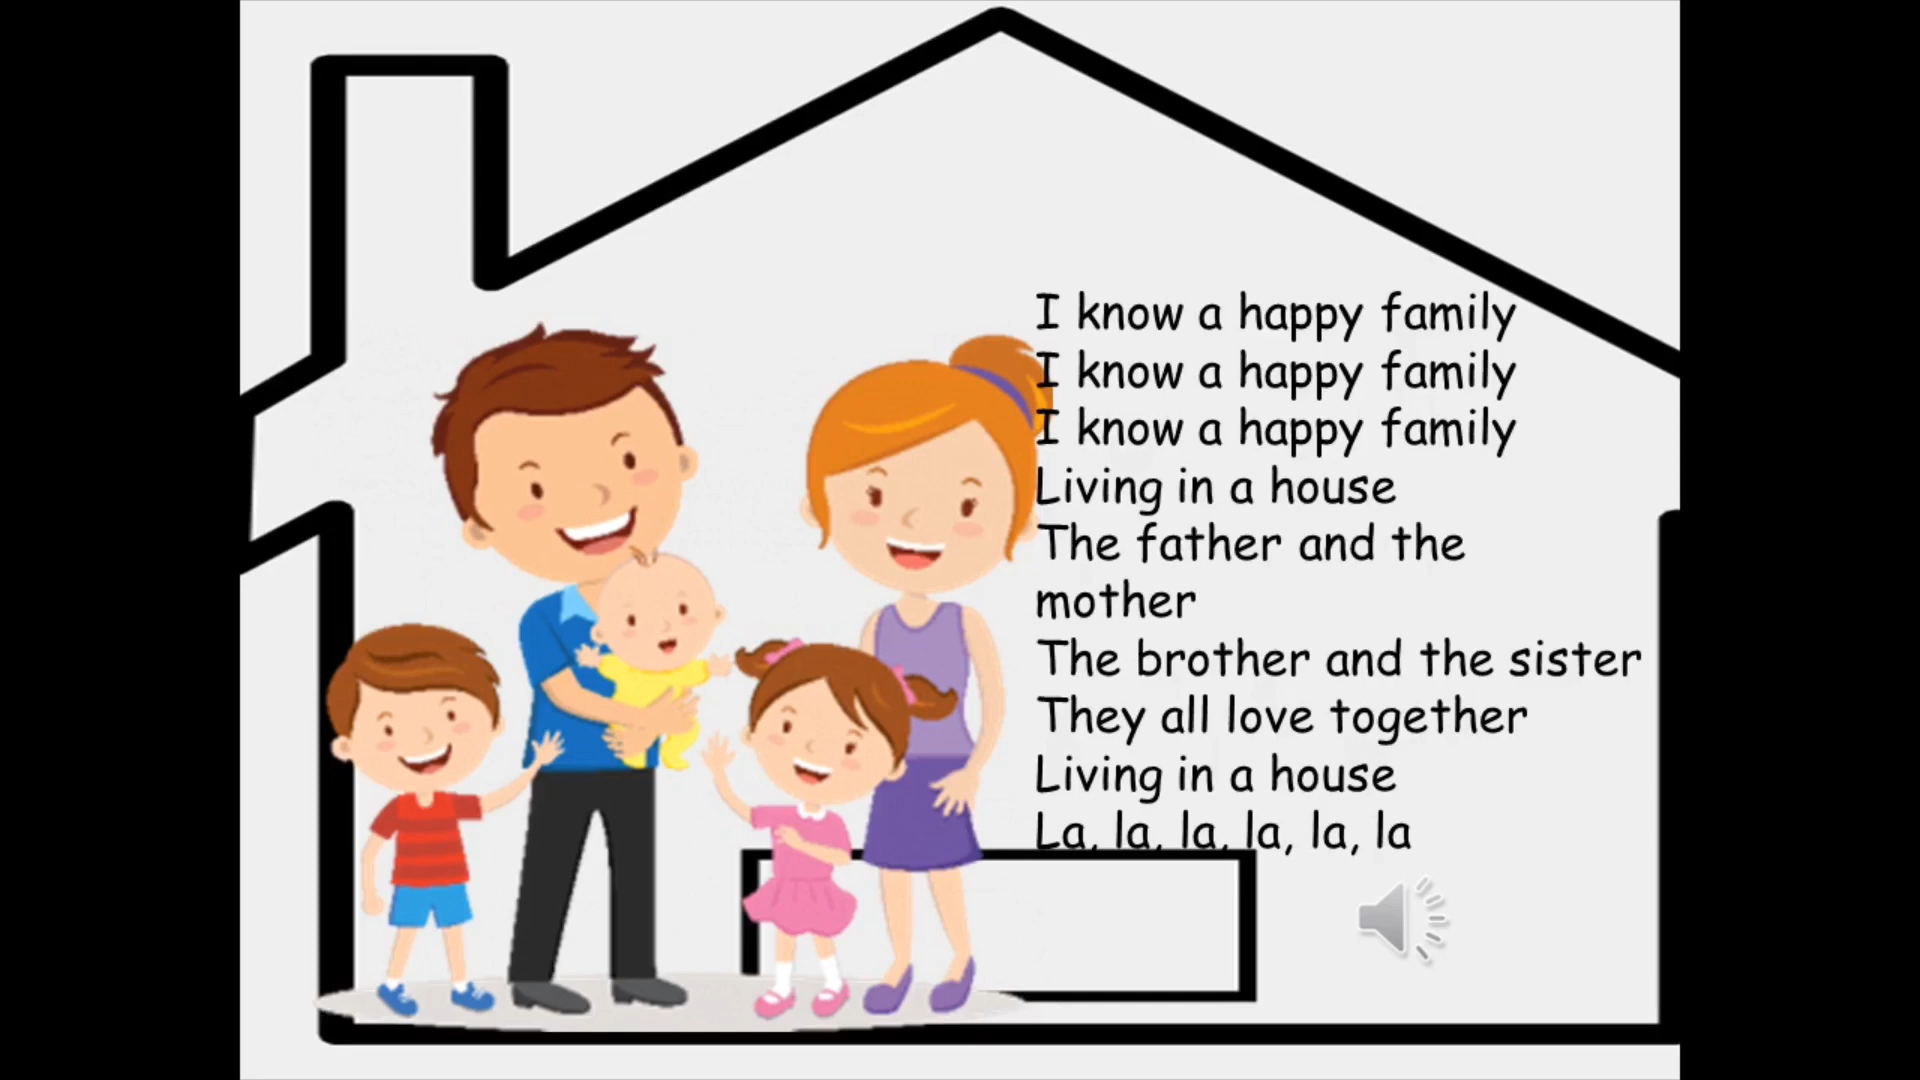 I know a happy family
I know a happy family
I know a happy family
Living in a house
The father and the
mother
The brother and the sister
They all love together
Living in a house
La, la, la, la, la, la